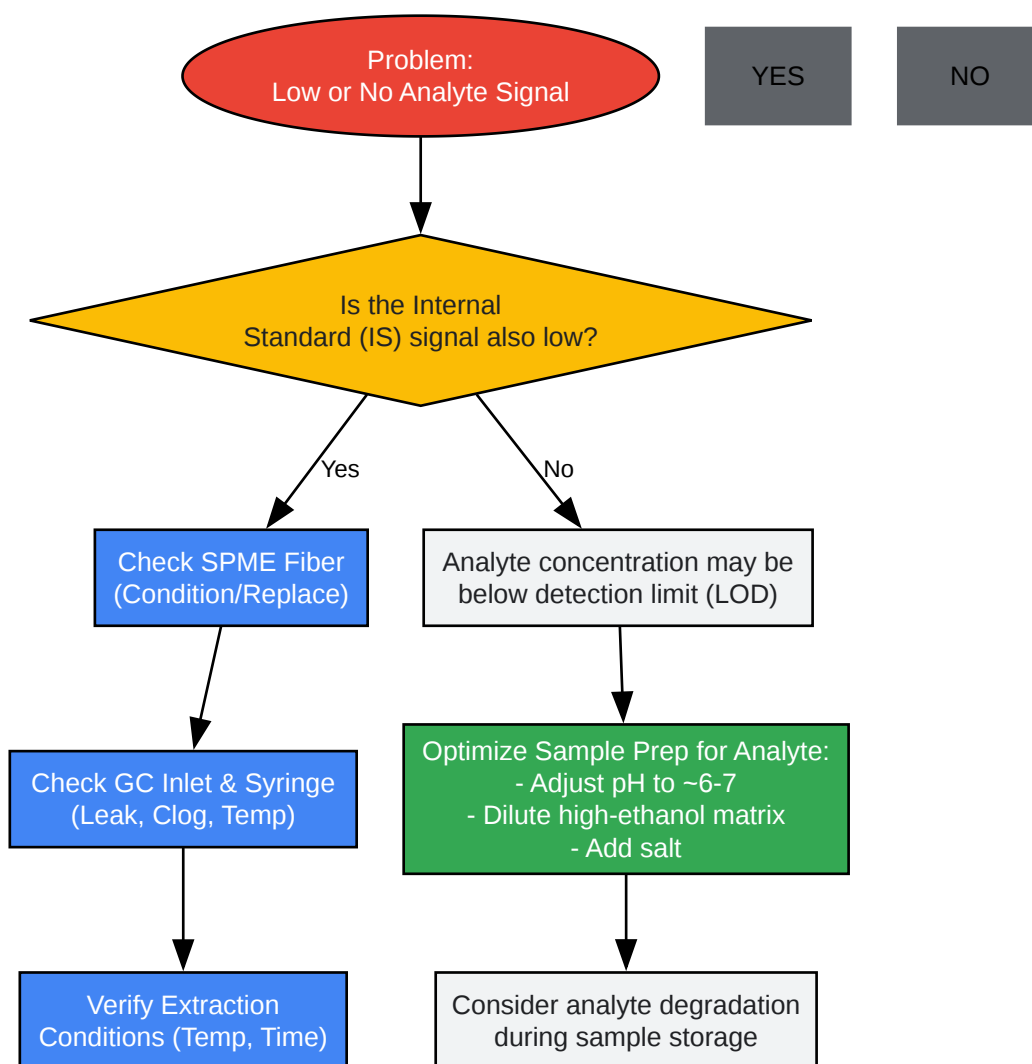 Problem:
Low or No Analyte Signal
YES
NO
Is the Internal
Standard (IS) signal also low?
Yes
No
Check SPME Fiber
(Condition/Replace)
Analyte concentration may be
below detection limit (LOD)
Check GC Inlet & Syringe
(Leak, Clog, Temp)
Optimize Sample Prep for Analyte:
- Adjust pH to ~6-7
- Dilute high-ethanol matrix
- Add salt
Verify Extraction
Conditions (Temp, Time)
Consider analyte degradation
during sample storage